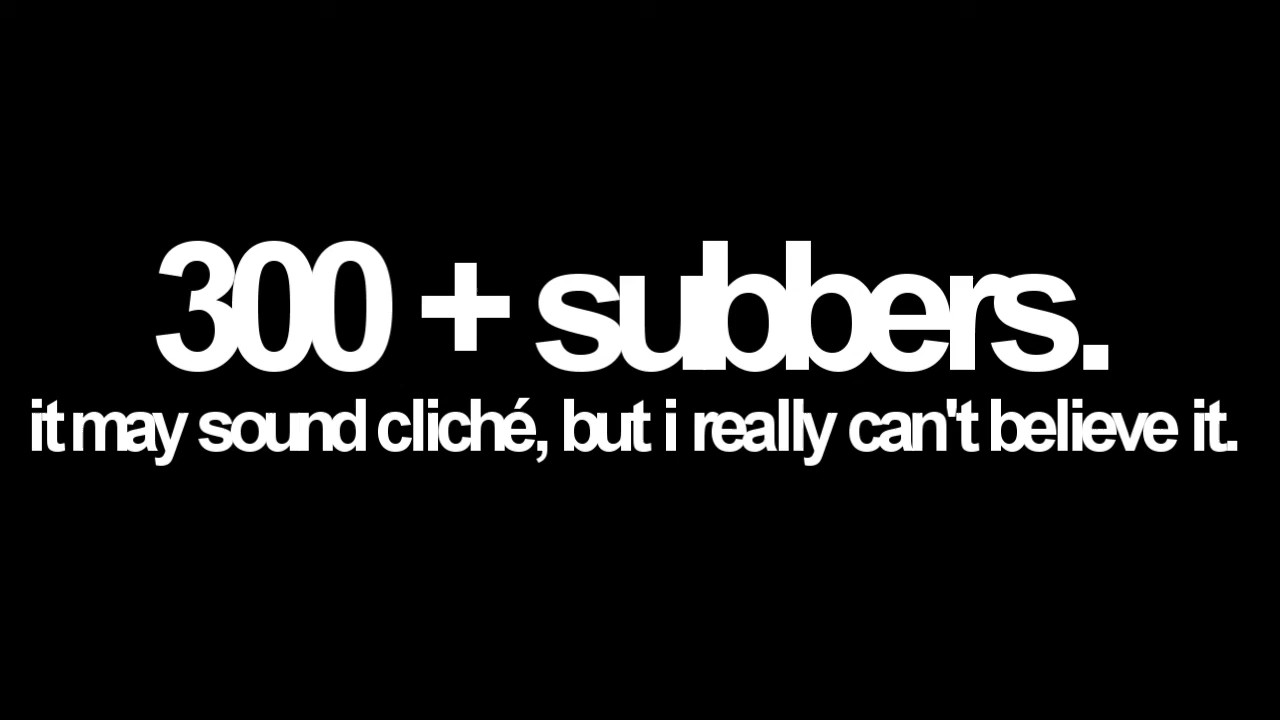 300 + subbers.
it may sound cliché, but i really can't believe it.